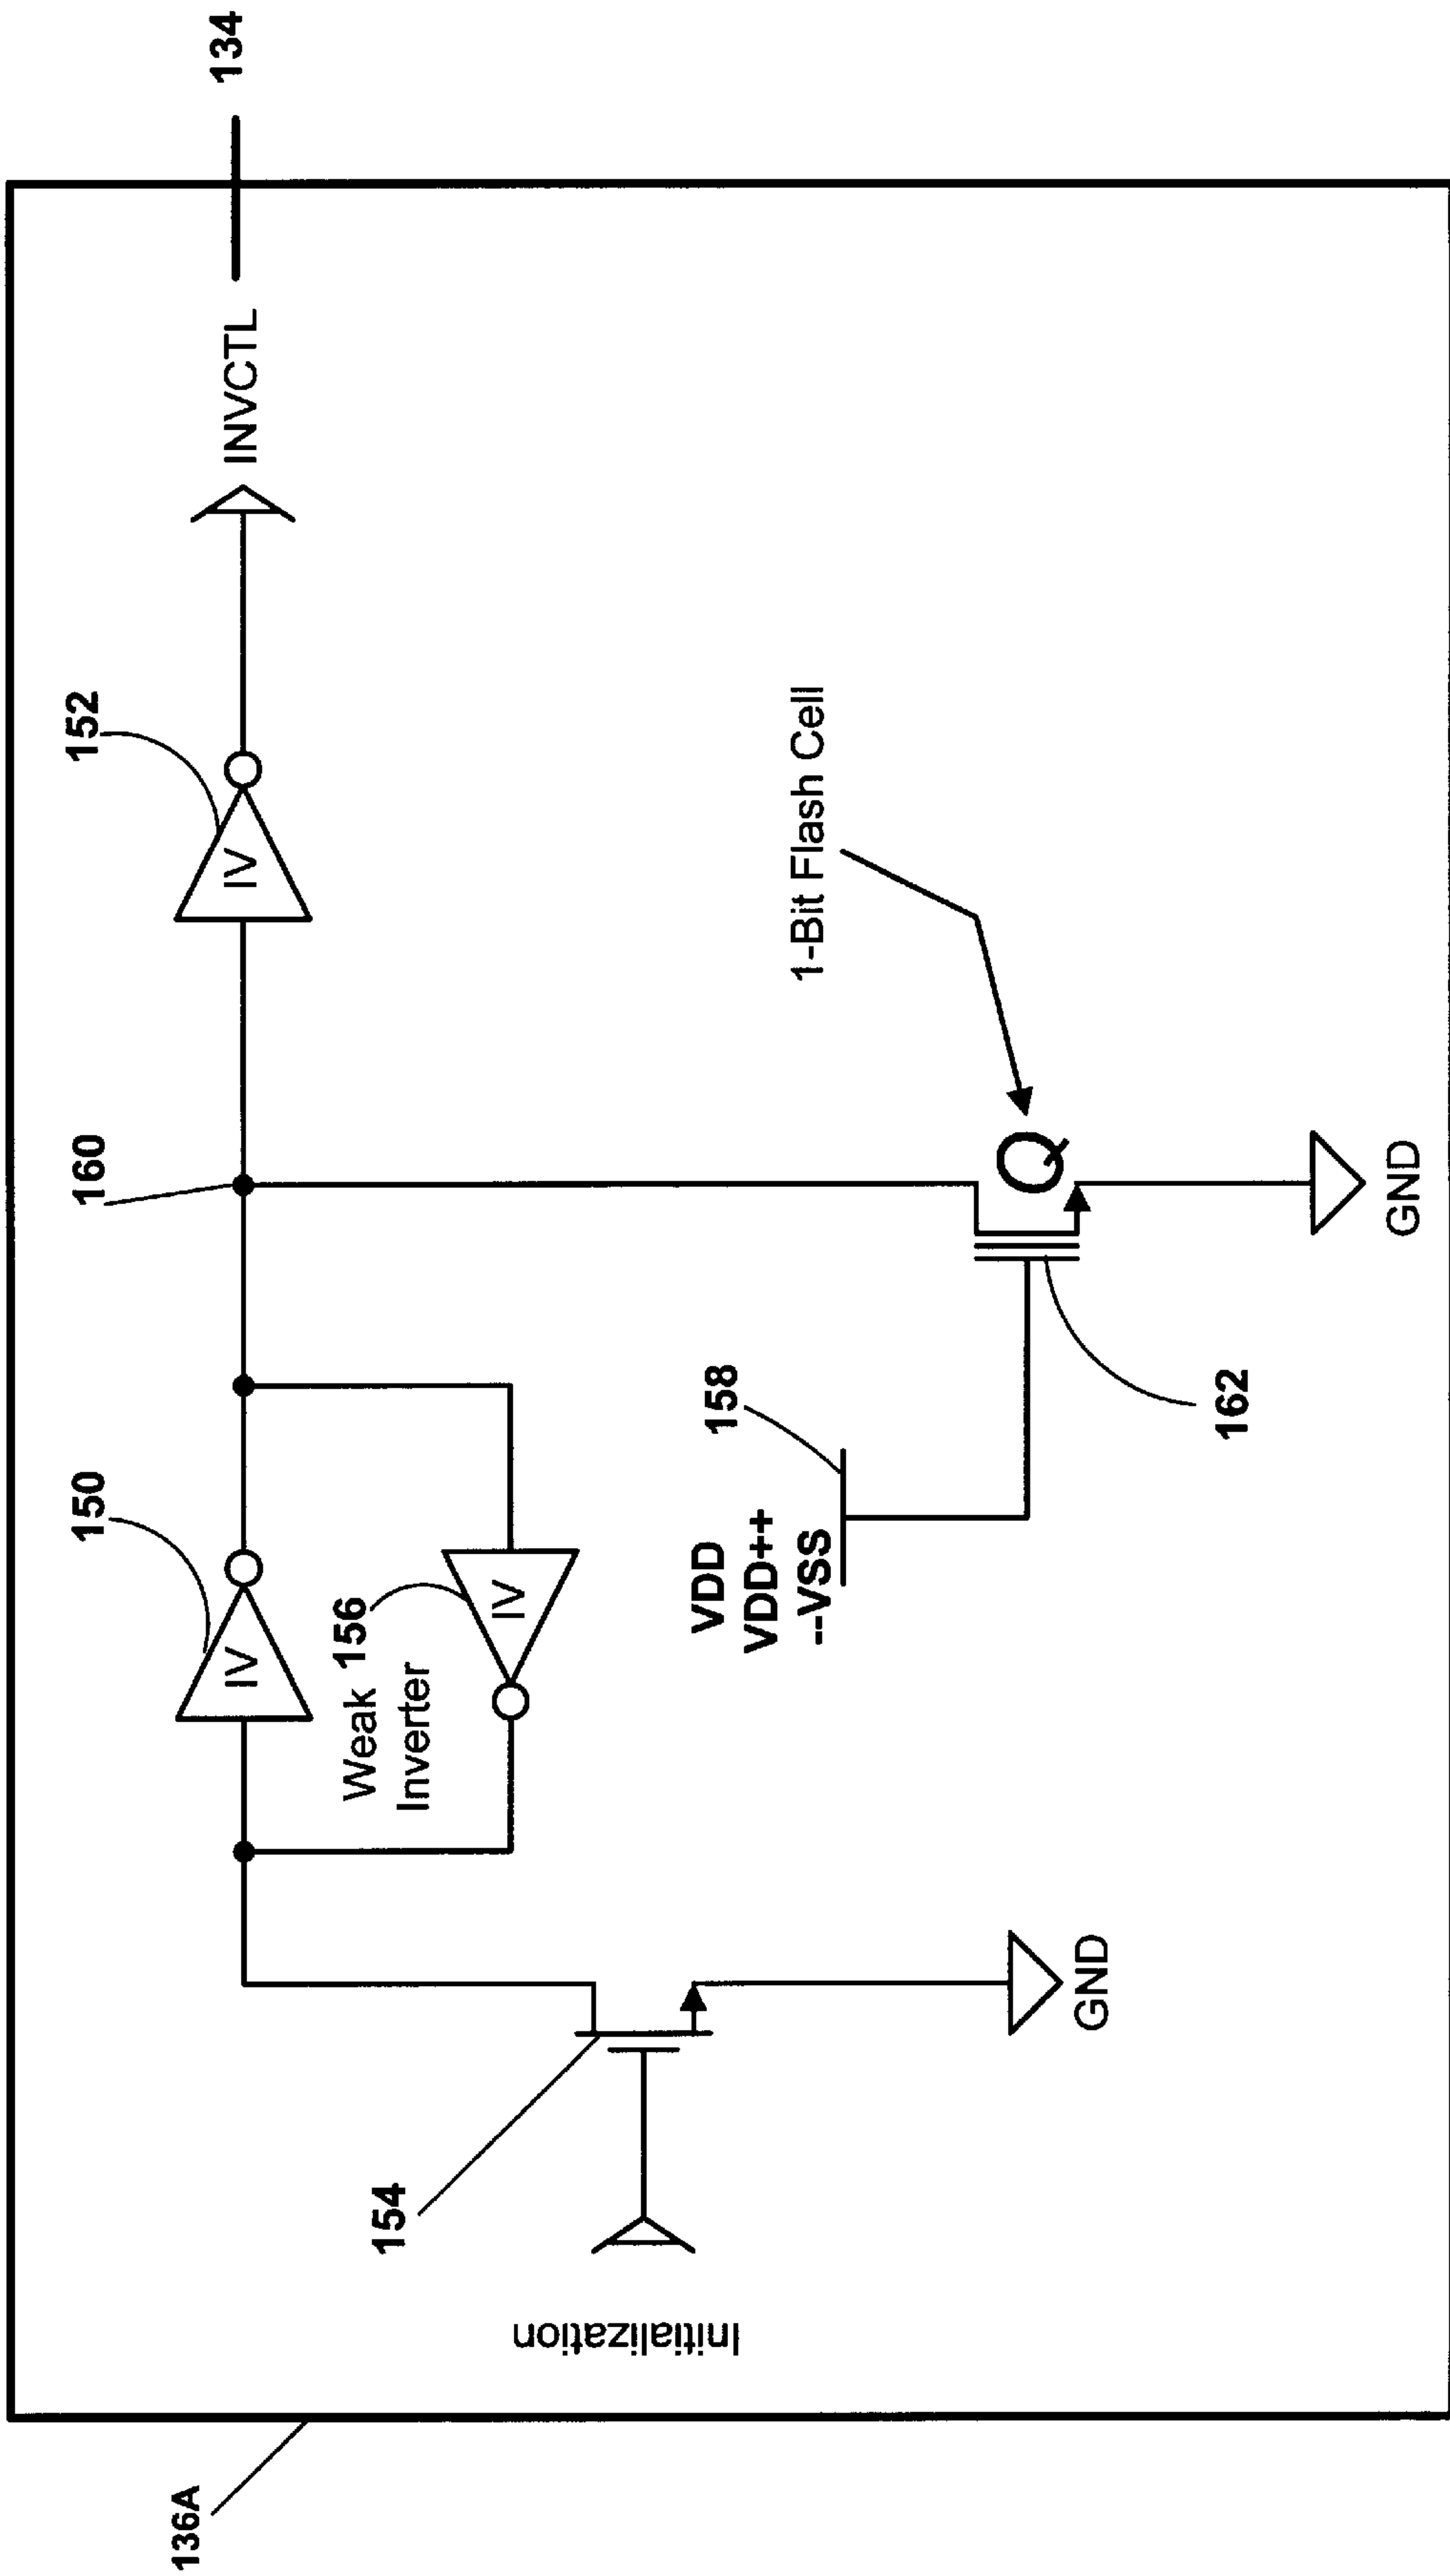 136A
Initialization
154
GND
150
IV
Weak 156
Inverter
IV
VDD
VDD++
--VSS
158
160
162
Q
1-Bit Flash Cell
GND
152
IV
INVCTL
134